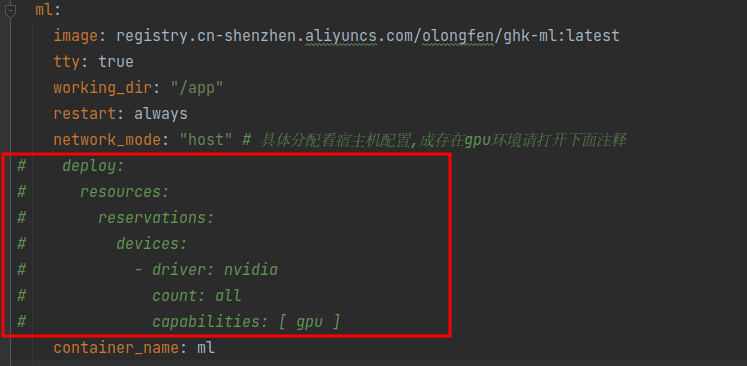 ml:
image: registry.cn-shenzhen.aliyuncs.com/olongfen/ghk-ml:latest
tty: true
working_dir: "/app"
restart: always
network_mode: "host" # 具体分配看宿主机配置,成存在gpu环境请打开下面注释
# deploy:
# resources:
# reservations:
# devices:
# - driver: nvidia
# count: all
# capabilities: [ gpu ]
container_name: ml